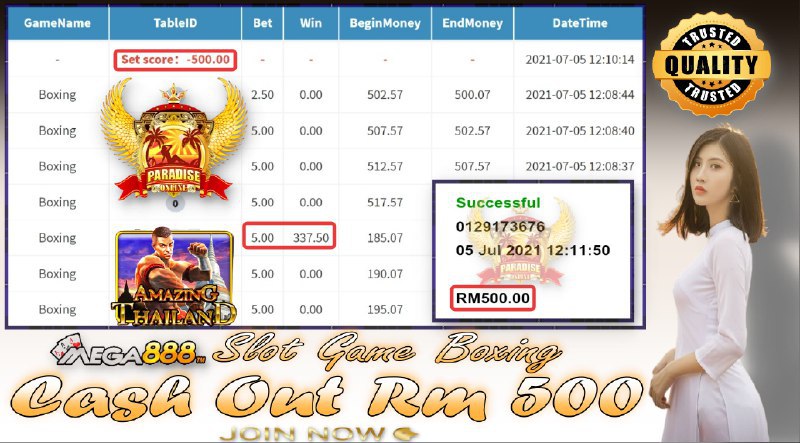 GameName TableID Bet Win BeginMoney EndMoney DateTime
- Set score： -500.00 - - - - 2021-07-05 12:10:14
Boxing 2.50 0.00 502.57 500.07 2021-07-05 12:08:44
Boxing 5.00 0.00 507.57 502.57 2021-07-05 12:08:40
Boxing 5.00 0.00 512.57 507.57 2021-07-05 12:08:37
Boxing 0 5.00 0.00 517.57
Boxing 5.00 337.50 185.07
Boxing 5.00 0.00 190.07
Boxing 5.00 0.00 195.07
PARADISE
ONLINE
AMAZING
THAILAND
Successful
0129173676
05 Jul 2021 12:11:50
PARADISE
RM500.00
TRUSTED
QUALITY
TRUSTED
MEGA888™ Slot Game Boxing
Cash Out Rm 500
JOIN NOW